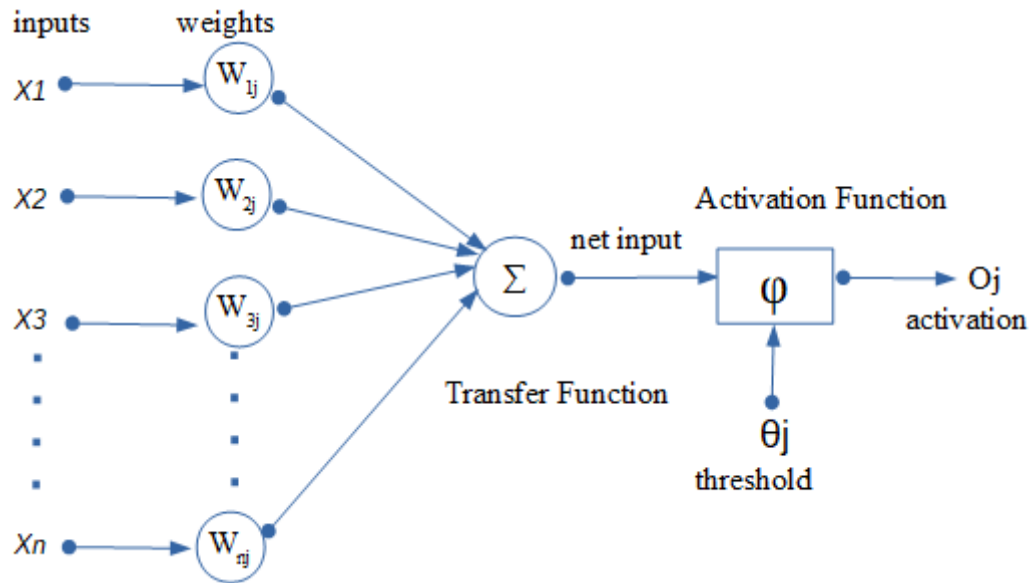 inputs
weights
X1
W1j
X2
W2j
Activation Function
net input
Σ
φ
Oj
activation
X3
W3j
Transfer Function
θj
threshold
Xn
Wnj